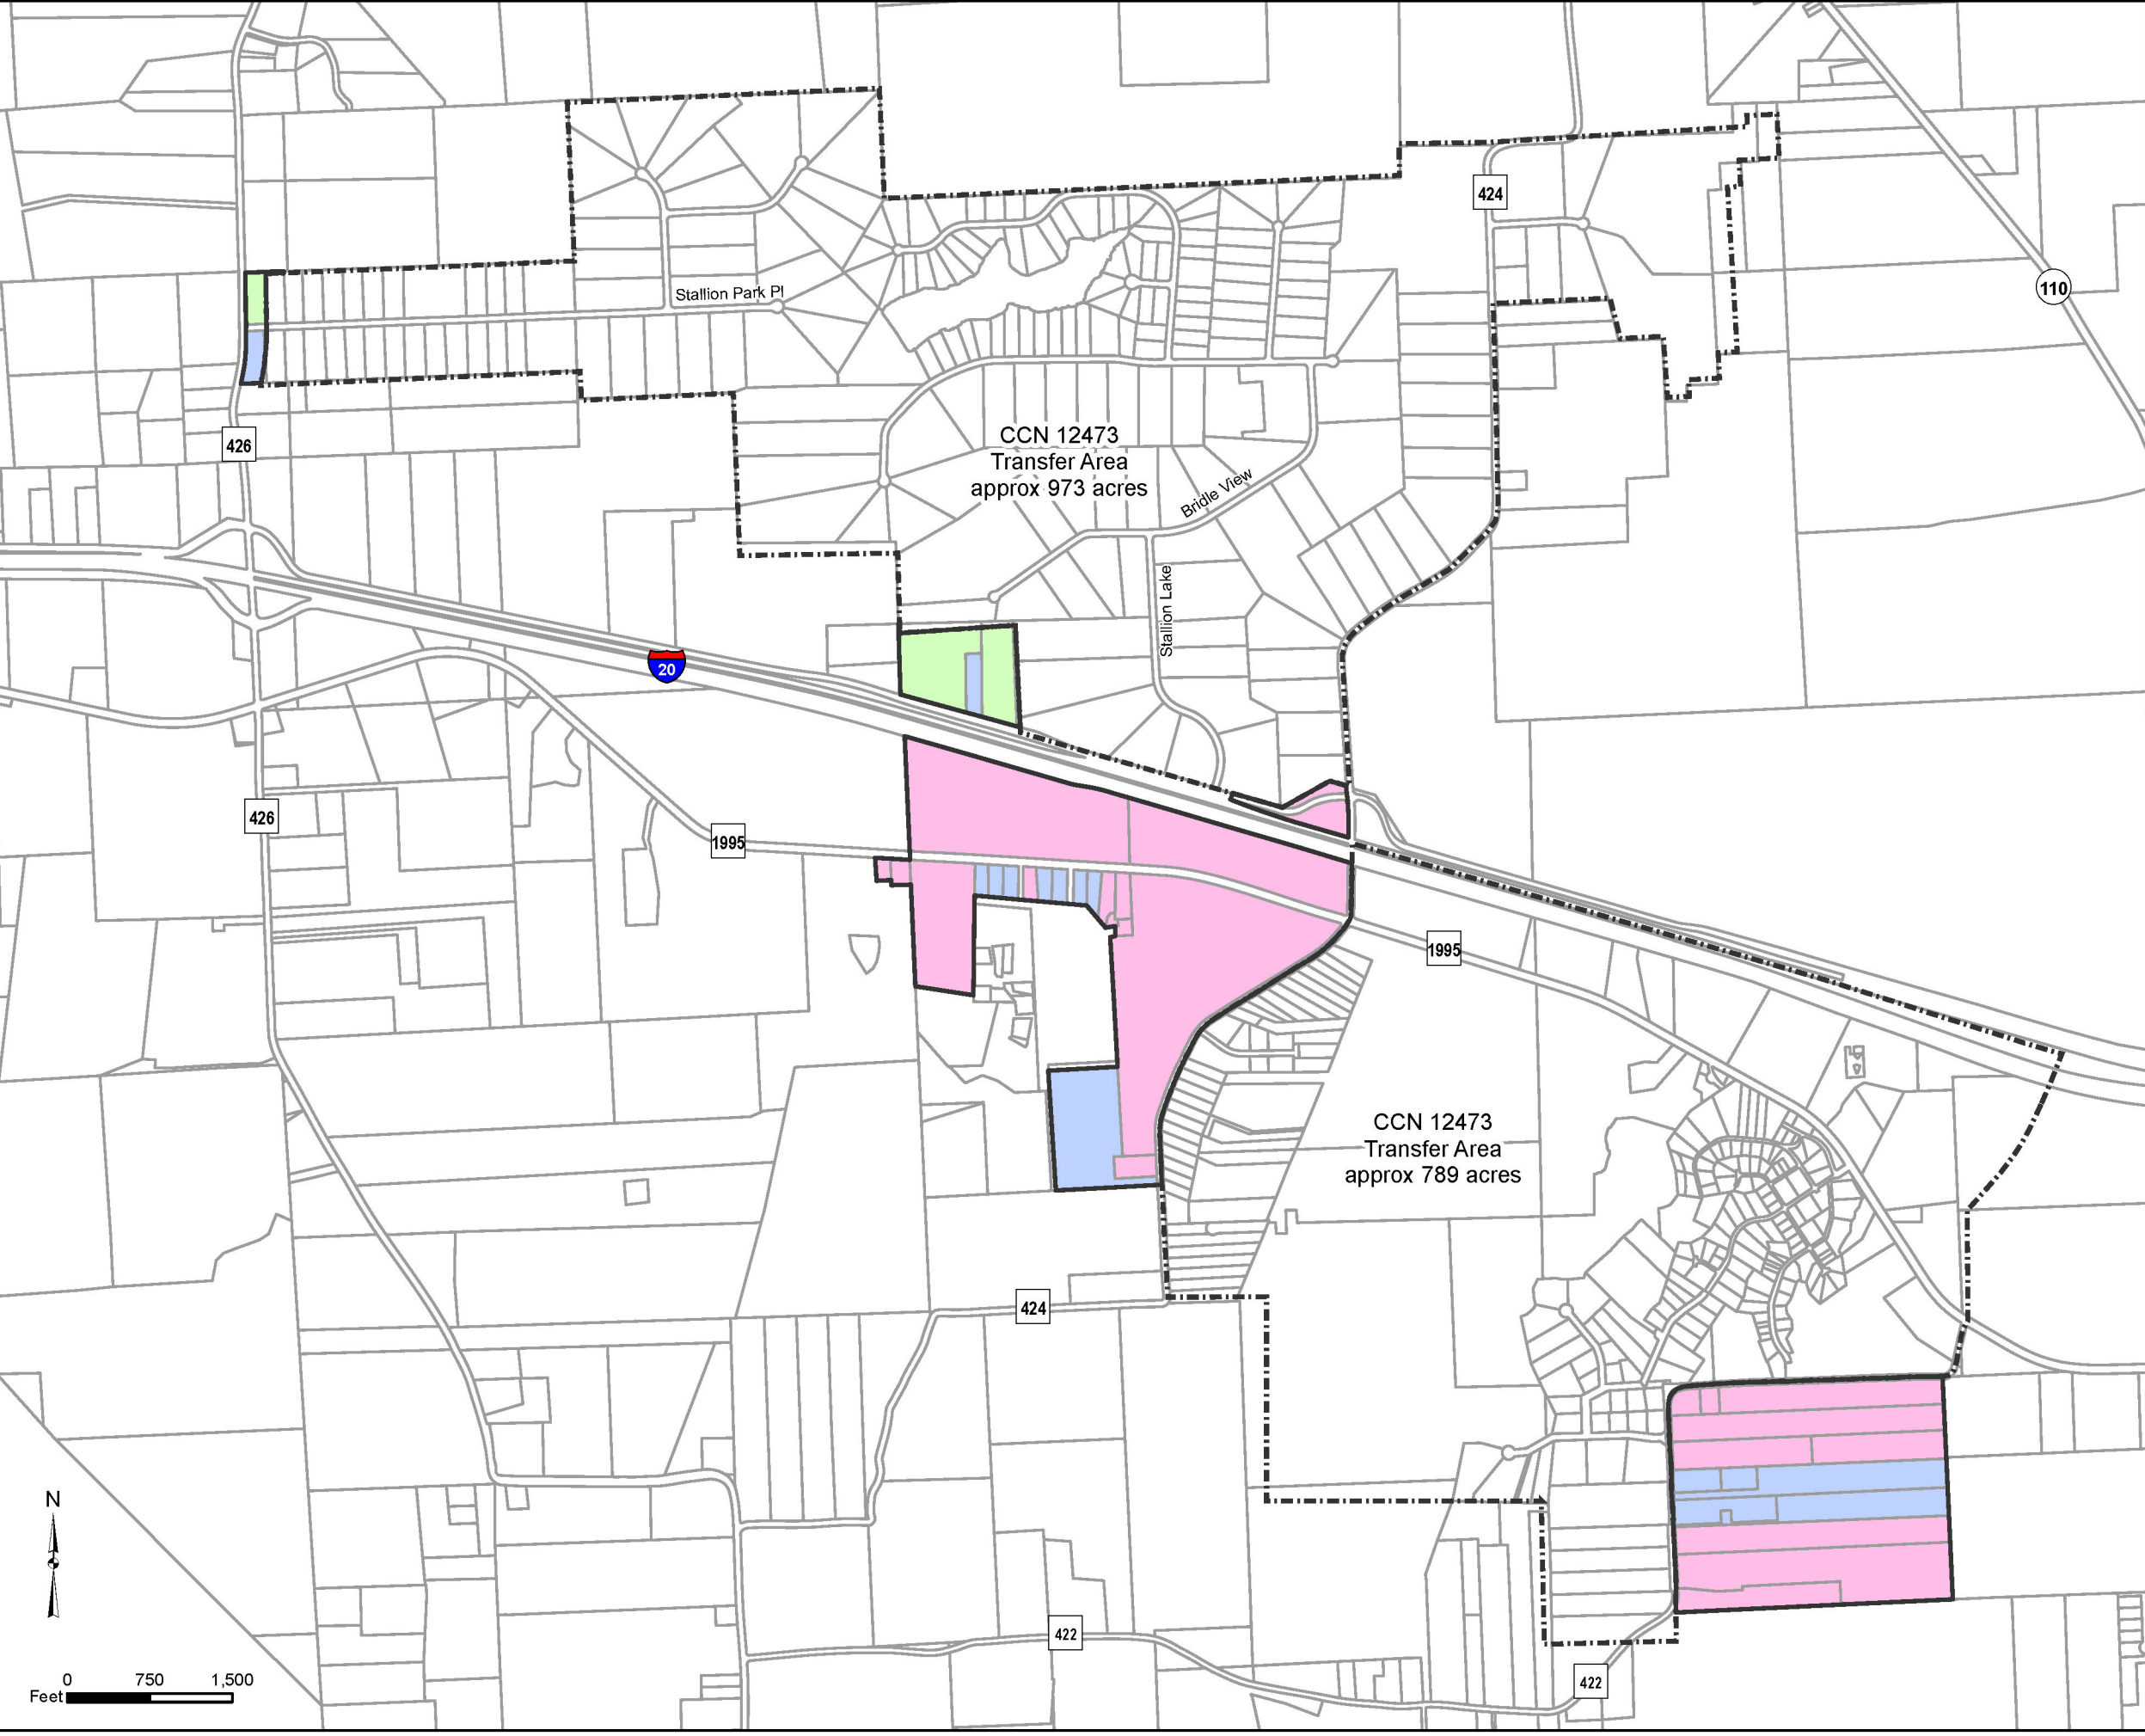 424
110
Stallion Park Pl
426
CCN 12473
Transfer Area
approx 973 acres
Bridle View
Stallion Lake
20
426
1995
1995
CCN 12473
Transfer Area
approx 789 acres
424
N
422
422
0 750 1,500
Feet